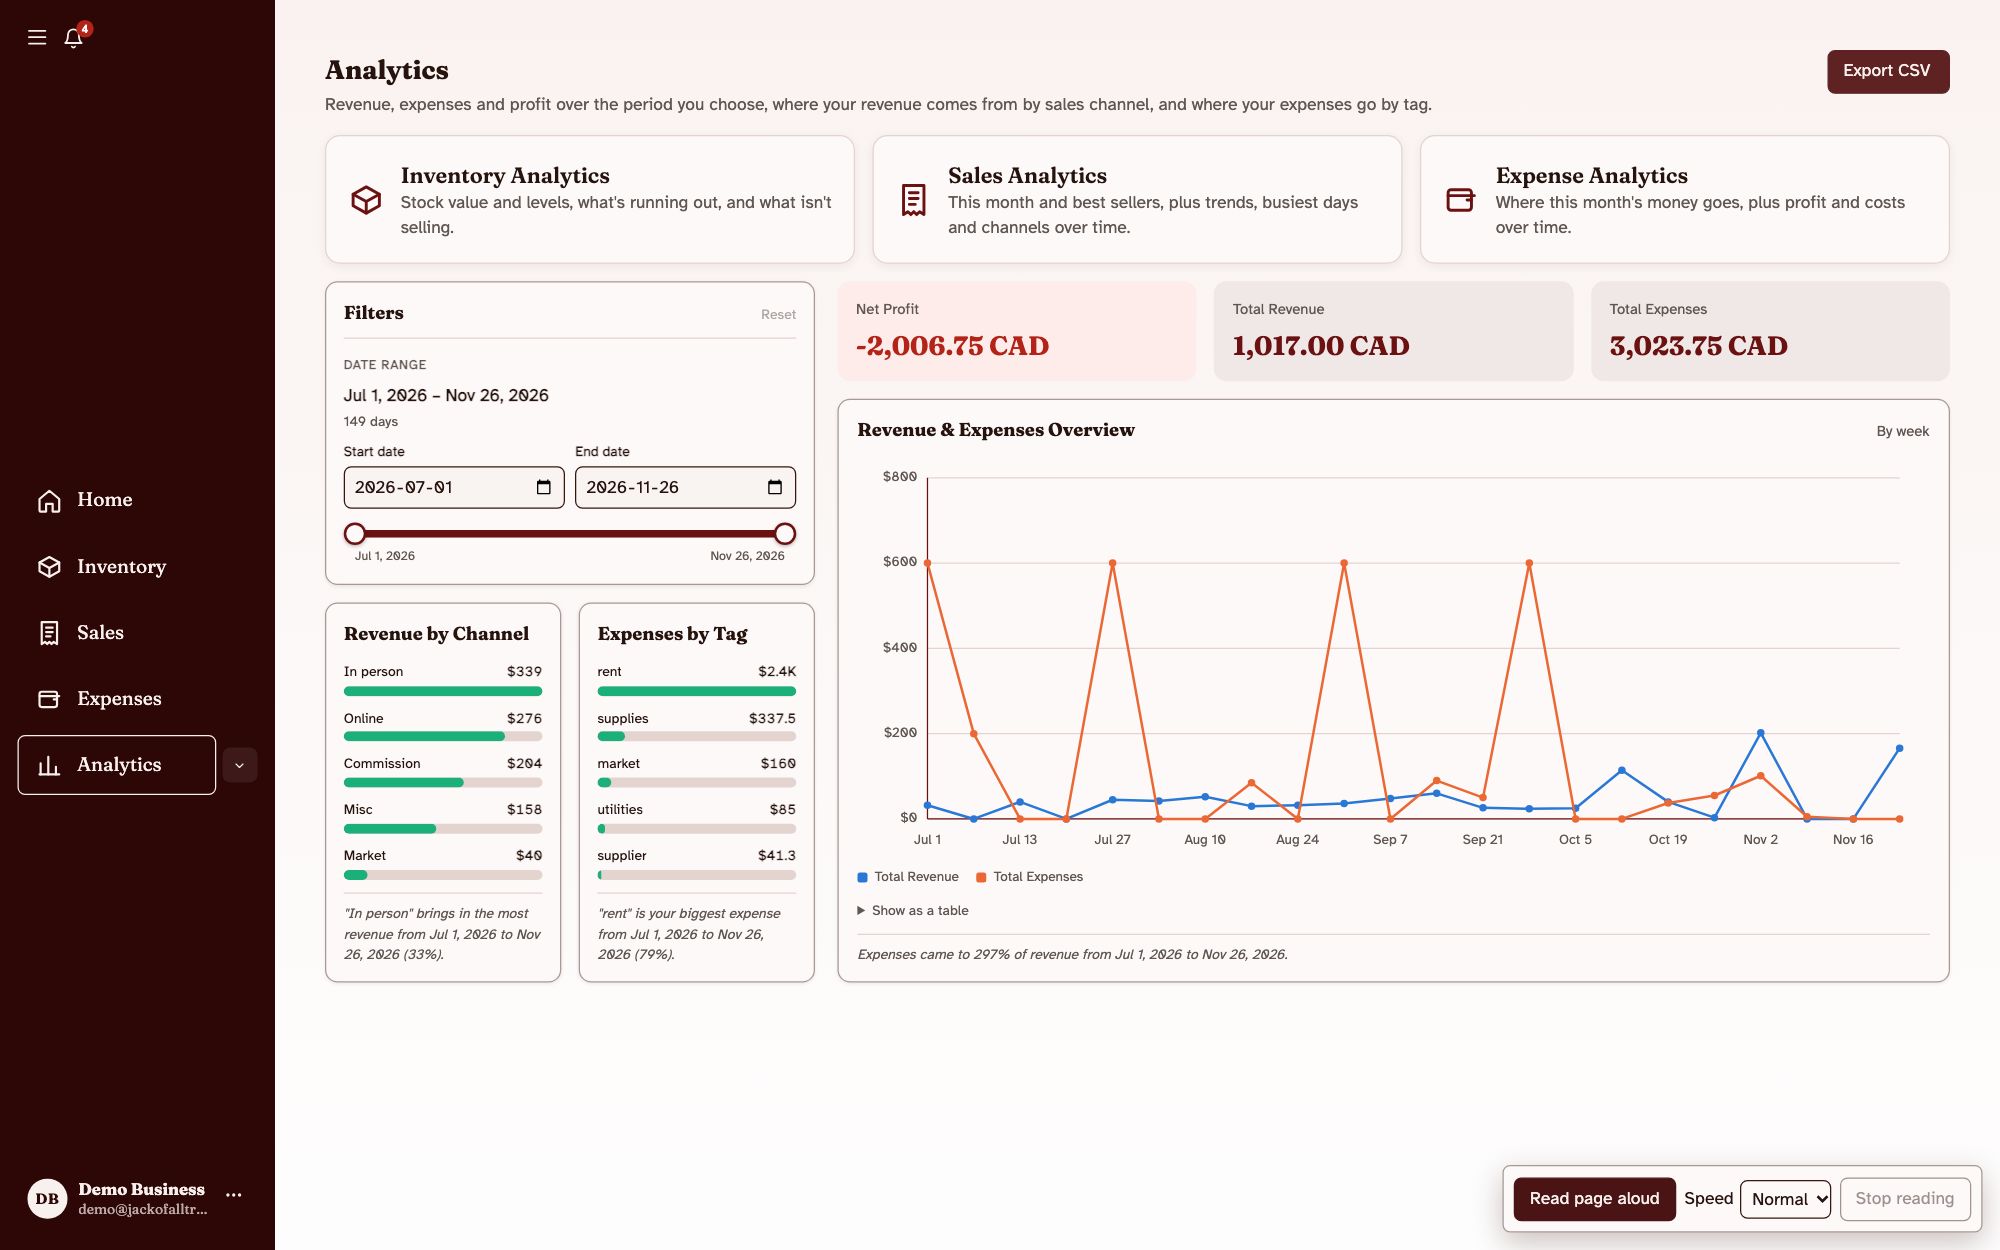 4
Home
Inventory
Sales
Expenses
Analytics
DB
Demo Business
demo@jackofalltr...
Analytics
Export CSV
Revenue, expenses and profit over the period you choose, where your revenue comes from by sales channel, and where your expenses go by tag.
Inventory Analytics
Stock value and levels, what's running out, and what isn't
selling.
Sales Analytics
This month and best sellers, plus trends, busiest days
and channels over time.
Expense Analytics
Where this month's money goes, plus profit and costs
over time.
Filters
Reset
DATE RANGE
Jul 1, 2026 – Nov 26, 2026
149 days
Start date
End date
2026-07-01
2026-11-26
Jul 1, 2026
Nov 26, 2026
Net Profit
-2,006.75 CAD
Total Revenue
1,017.00 CAD
Total Expenses
3,023.75 CAD
Revenue by Channel
In person $339
Online $276
Commission $204
Misc $158
Market $40
"In person" brings in the most
revenue from Jul 1, 2026 to Nov
26, 2026 (33%).
Expenses by Tag
rent $2.4K
supplies $337.5
market $160
utilities $85
supplier $41.3
"rent" is your biggest expense
from Jul 1, 2026 to Nov 26,
2026 (79%).
Revenue & Expenses Overview
By week
$800
$600
$400
$200
$0
Jul 1 Jul 13 Jul 27 Aug 10 Aug 24 Sep 7 Sep 21 Oct 5 Oct 19 Nov 2 Nov 16
Total Revenue Total Expenses
Show as a table
Expenses came to 297% of revenue from Jul 1, 2026 to Nov 26, 2026.
Read page aloud Speed Normal Stop reading